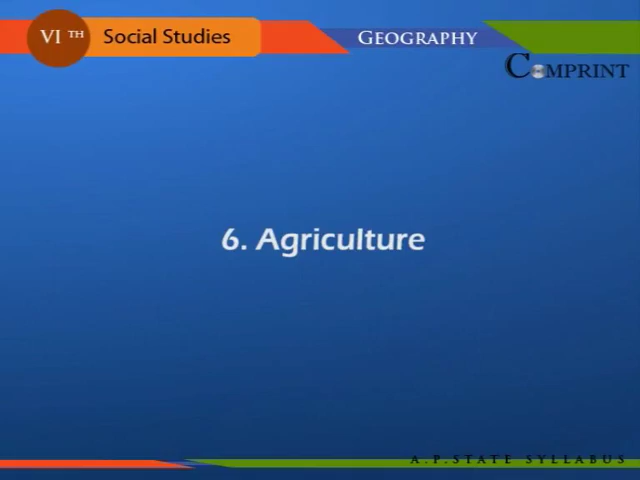 VI TH Social Studies
GEOGRAPHY
COMPRINT
6. Agriculture
A.P.STATE SYLLABUS